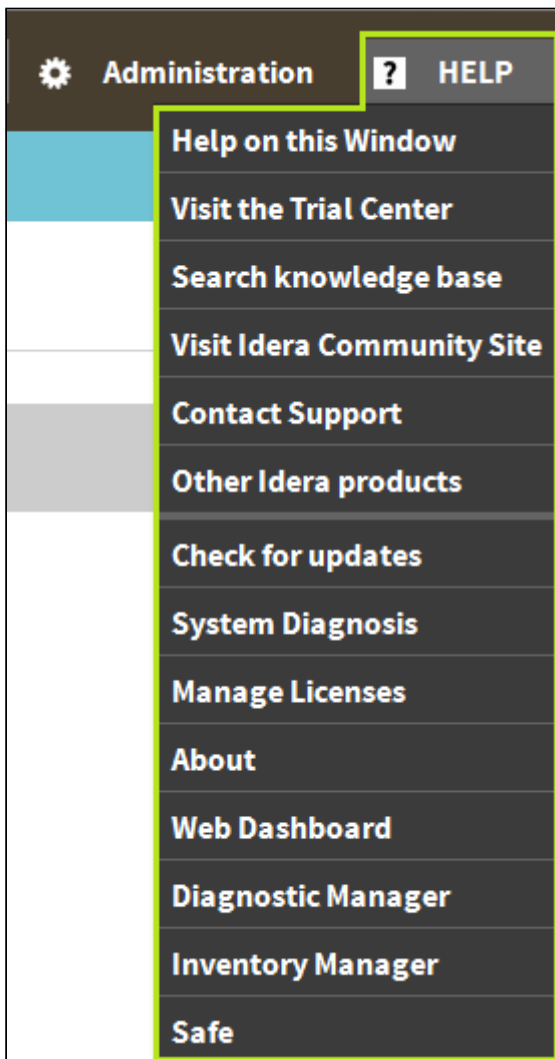 Administration ? HELP
Help on this Window
Visit the Trial Center
Search knowledge base
Visit Idera Community Site
Contact Support
Other Idera products
Check for updates
System Diagnosis
Manage Licenses
About
Web Dashboard
Diagnostic Manager
Inventory Manager
Safe